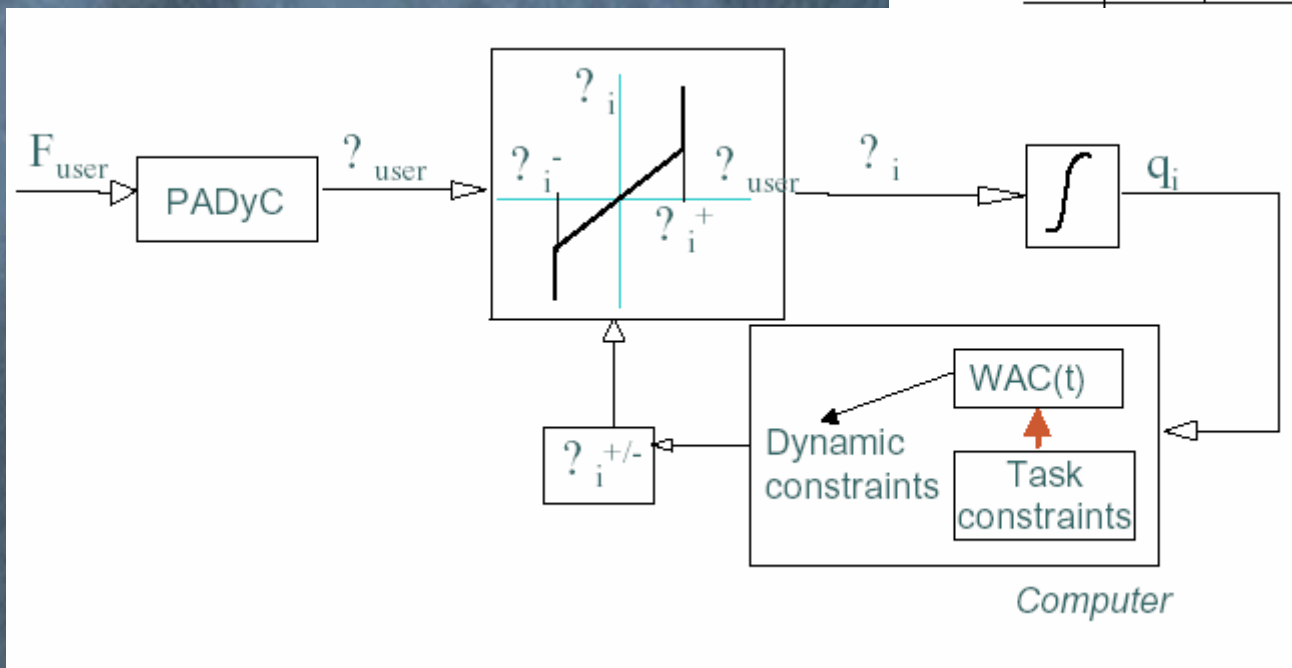 F user
PADyC
? user
? i
? i -
? user
? i +
? i
q i
? i +/-
WAC(t)
Dynamic
constraints
Task
constraints
Computer